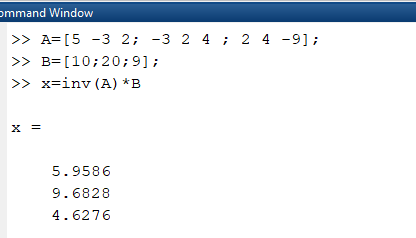 ommand Window
>> A=[5 -3 2; -3 2 4 ; 2 4 -9];
>> B=[10;20;9];
>> x=inv(A)*B
x =
5.9586
9.6828
4.6276